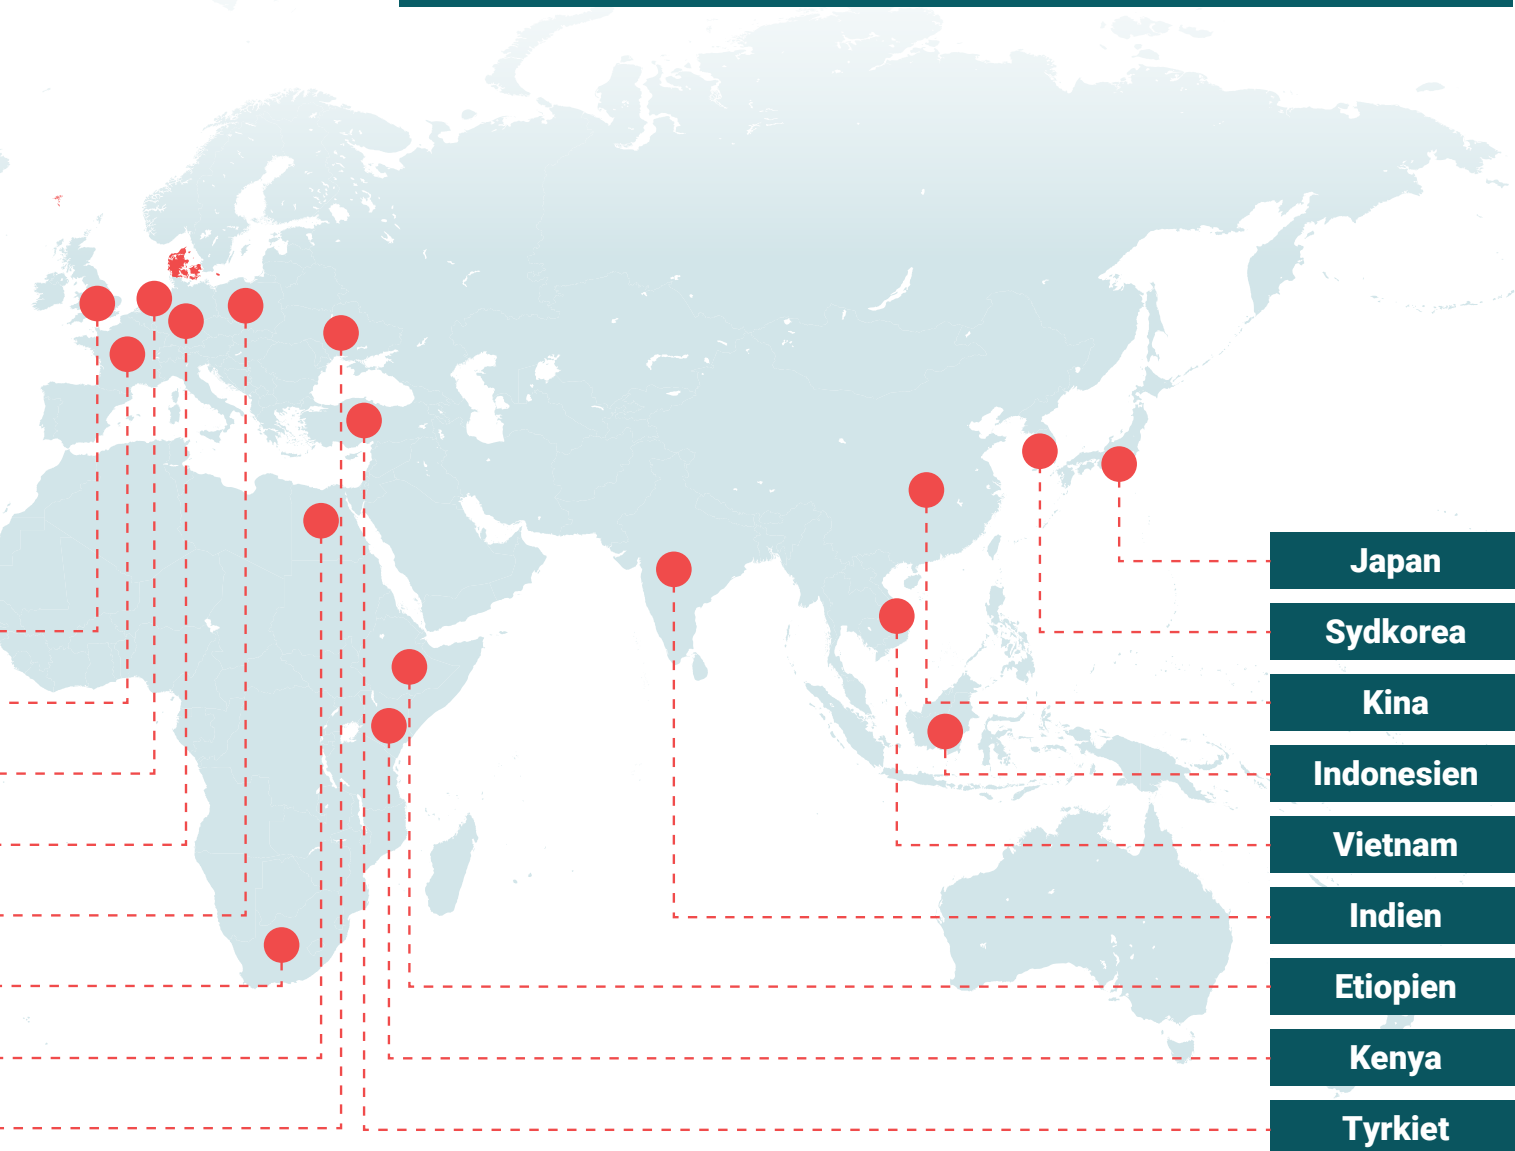 Japan
Sydkorea
Kina
Indonesien
Vietnam
Indien
Etiopien
Kenya
Tyrkiet